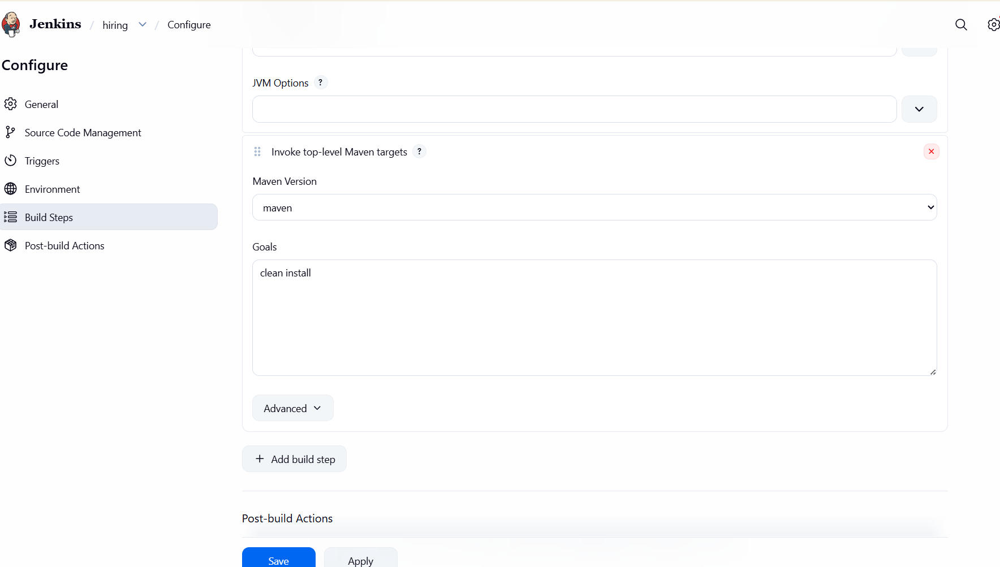 Jenkins / hiring / Configure
Configure
General
Source Code Management
Triggers
Environment
Build Steps
Post-build Actions
JVM Options ?
Invoke top-level Maven targets ?
Maven Version
maven
Goals
clean install
Advanced
+ Add build step
Post-build Actions
Save Apply